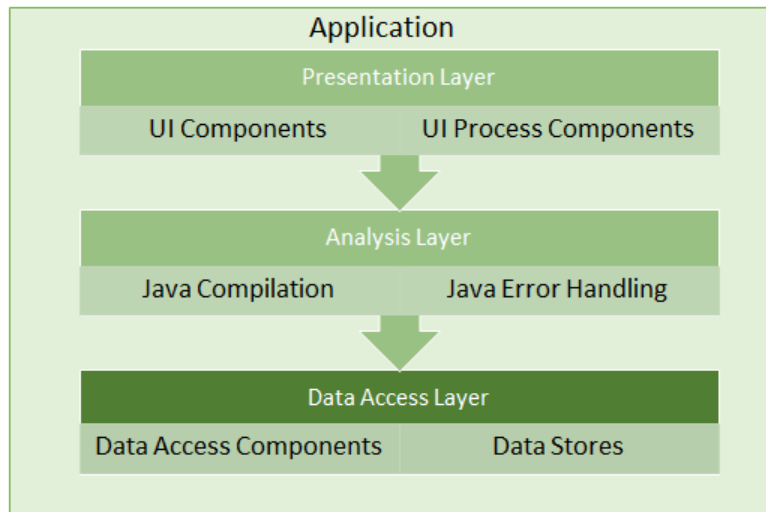 Application
Presentation Layer
UI Components UI Process Components
Analysis Layer
Java Compilation Java Error Handling
Data Access Layer
Data Access Components Data Stores